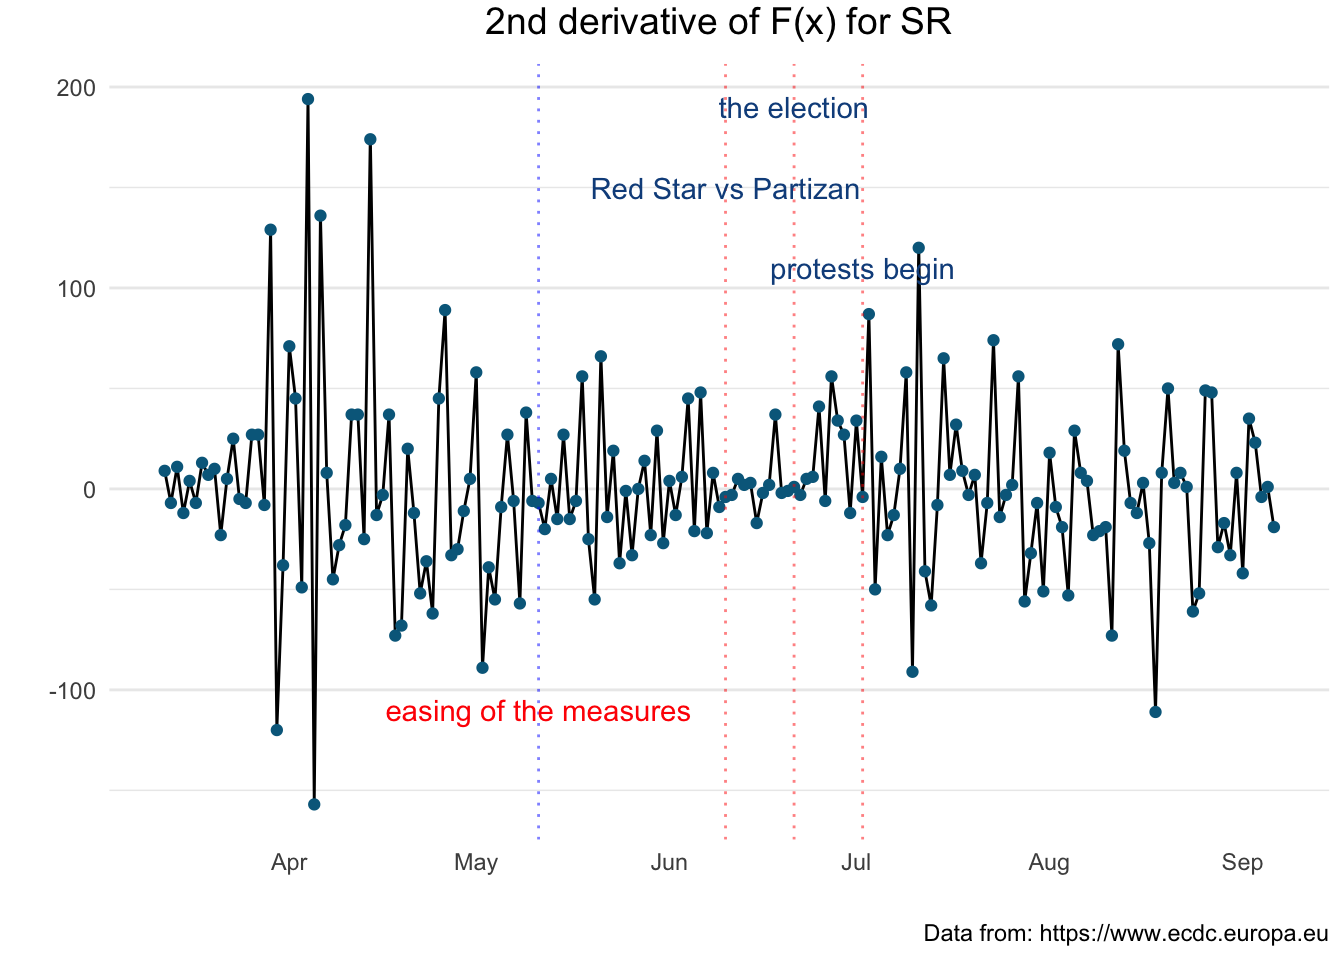 2nd derivative of F(x) for SR
200
the election
Red Star vs Partizan
protests begin
100
0
-100
easing of the measures
Apr May Jun Jul Aug Sep
Data from: https://www.ecdc.europa.eu